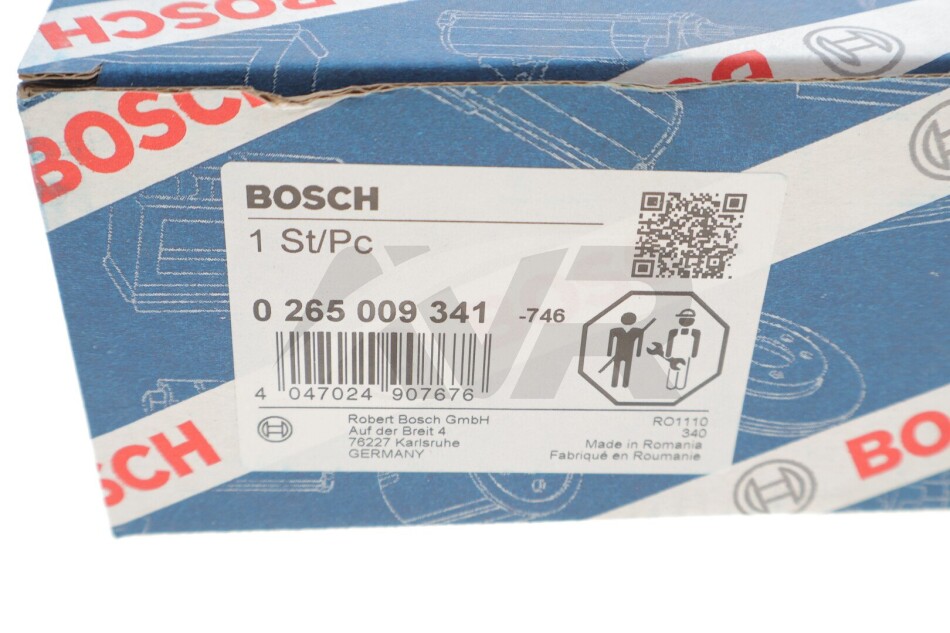 BOSCH
BOSCH
BOSCH
1 St/Pc
0 265 009 341 -746
4 047024 907676
Robert Bosch GmbH
Auf der Breit 4
76227 Karlsruhe
GERMANY
RO1110
340
Made in Romania
Fabriqué en Roumanie